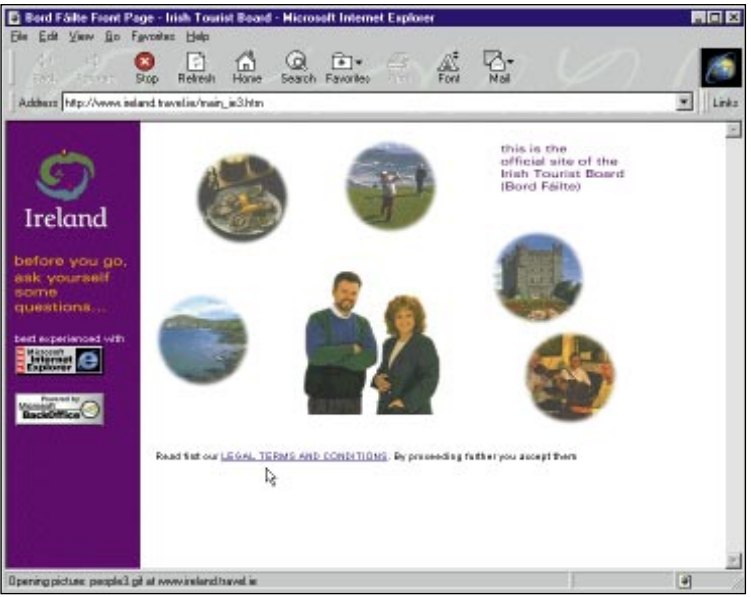 Bord Fáilte Front Page - Irish Tourist Board - Microsoft Internet Explorer
File Edit View Go Favorites Help
Back Forward Stop Refresh Home Search Favorites Print Font Mail
Address http://www.ireland.travel.ie/main_ie3.htm Links
this is the
official site of the
Irish Tourist Board
(Bord Fáilte)
Ireland
before you go,
ask yourself
some
questions...
best experienced with
FREE
Microsoft
Internet
Explorer
Powered by
Microsoft
BackOffice
Read first our LEGAL TERMS AND CONDITIONS. By proceeding further you accept them
Opening picture: people3.gif at www.ireland.travel.ie